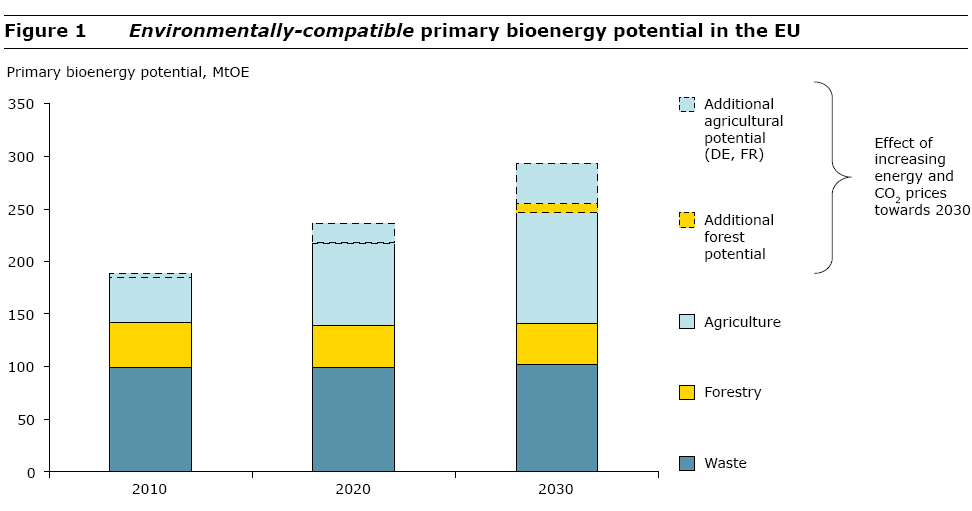 Figure 1 Environmentally-compatible primary bioenergy potential in the EU
Primary bioenergy potential, MtOE
350
300
250
200
150
100
50
0
2010
2020
2030
Additional
agricultural
potential
(DE, FR)
Additional
forest
potential
Agriculture
Forestry
Waste
Effect of
increasing
energy and
CO₂ prices
towards 2030